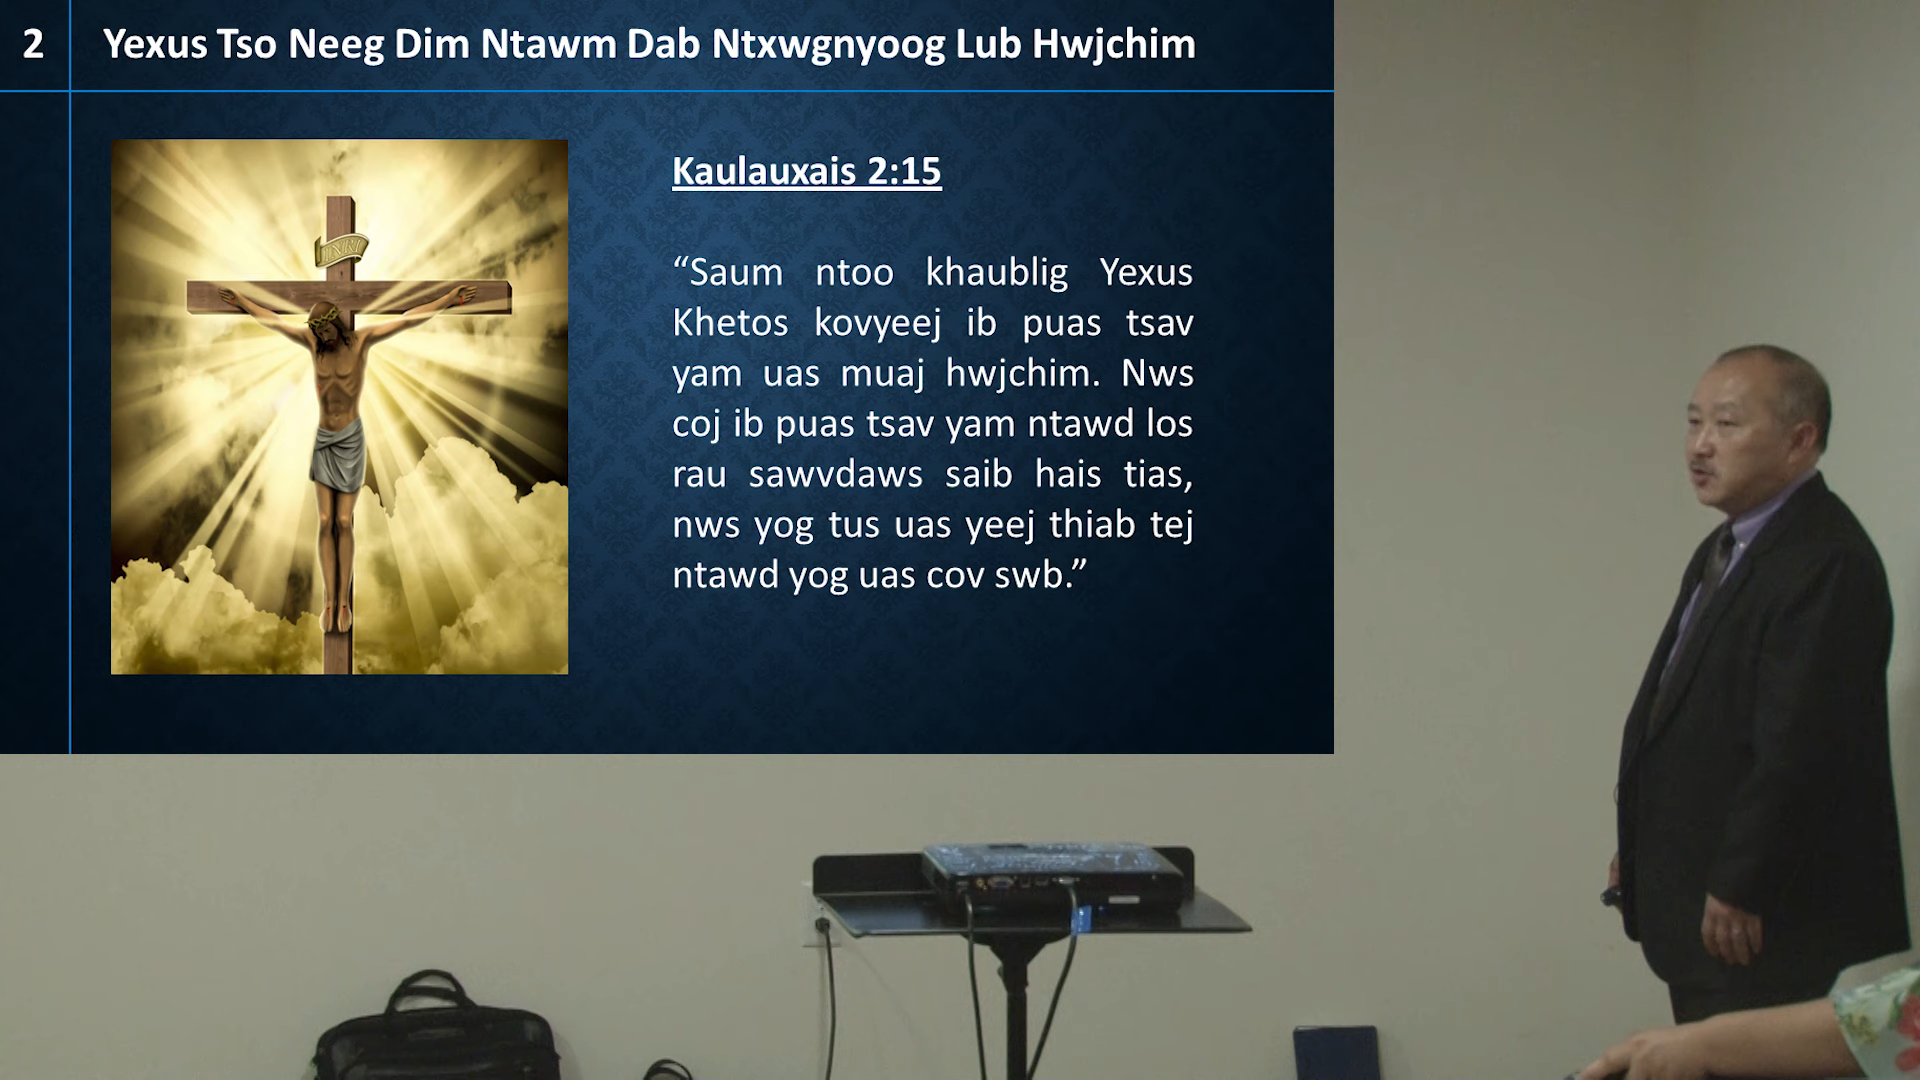 2
Yexus Tso Neeg Dim Ntawm Dab Ntxwgnyoog Lub Hwjchim
INRI
Kaulauxais 2:15
“Saum ntoo khaublig Yexus
Khetos kovyeej ib puas tsav
yam uas muaj hwjchim. Nws
coj ib puas tsav yam ntawd los
rau sawvdaws saib hais tias,
nws yog tus uas yeej thiab tej
ntawd yog uas cov swb.”